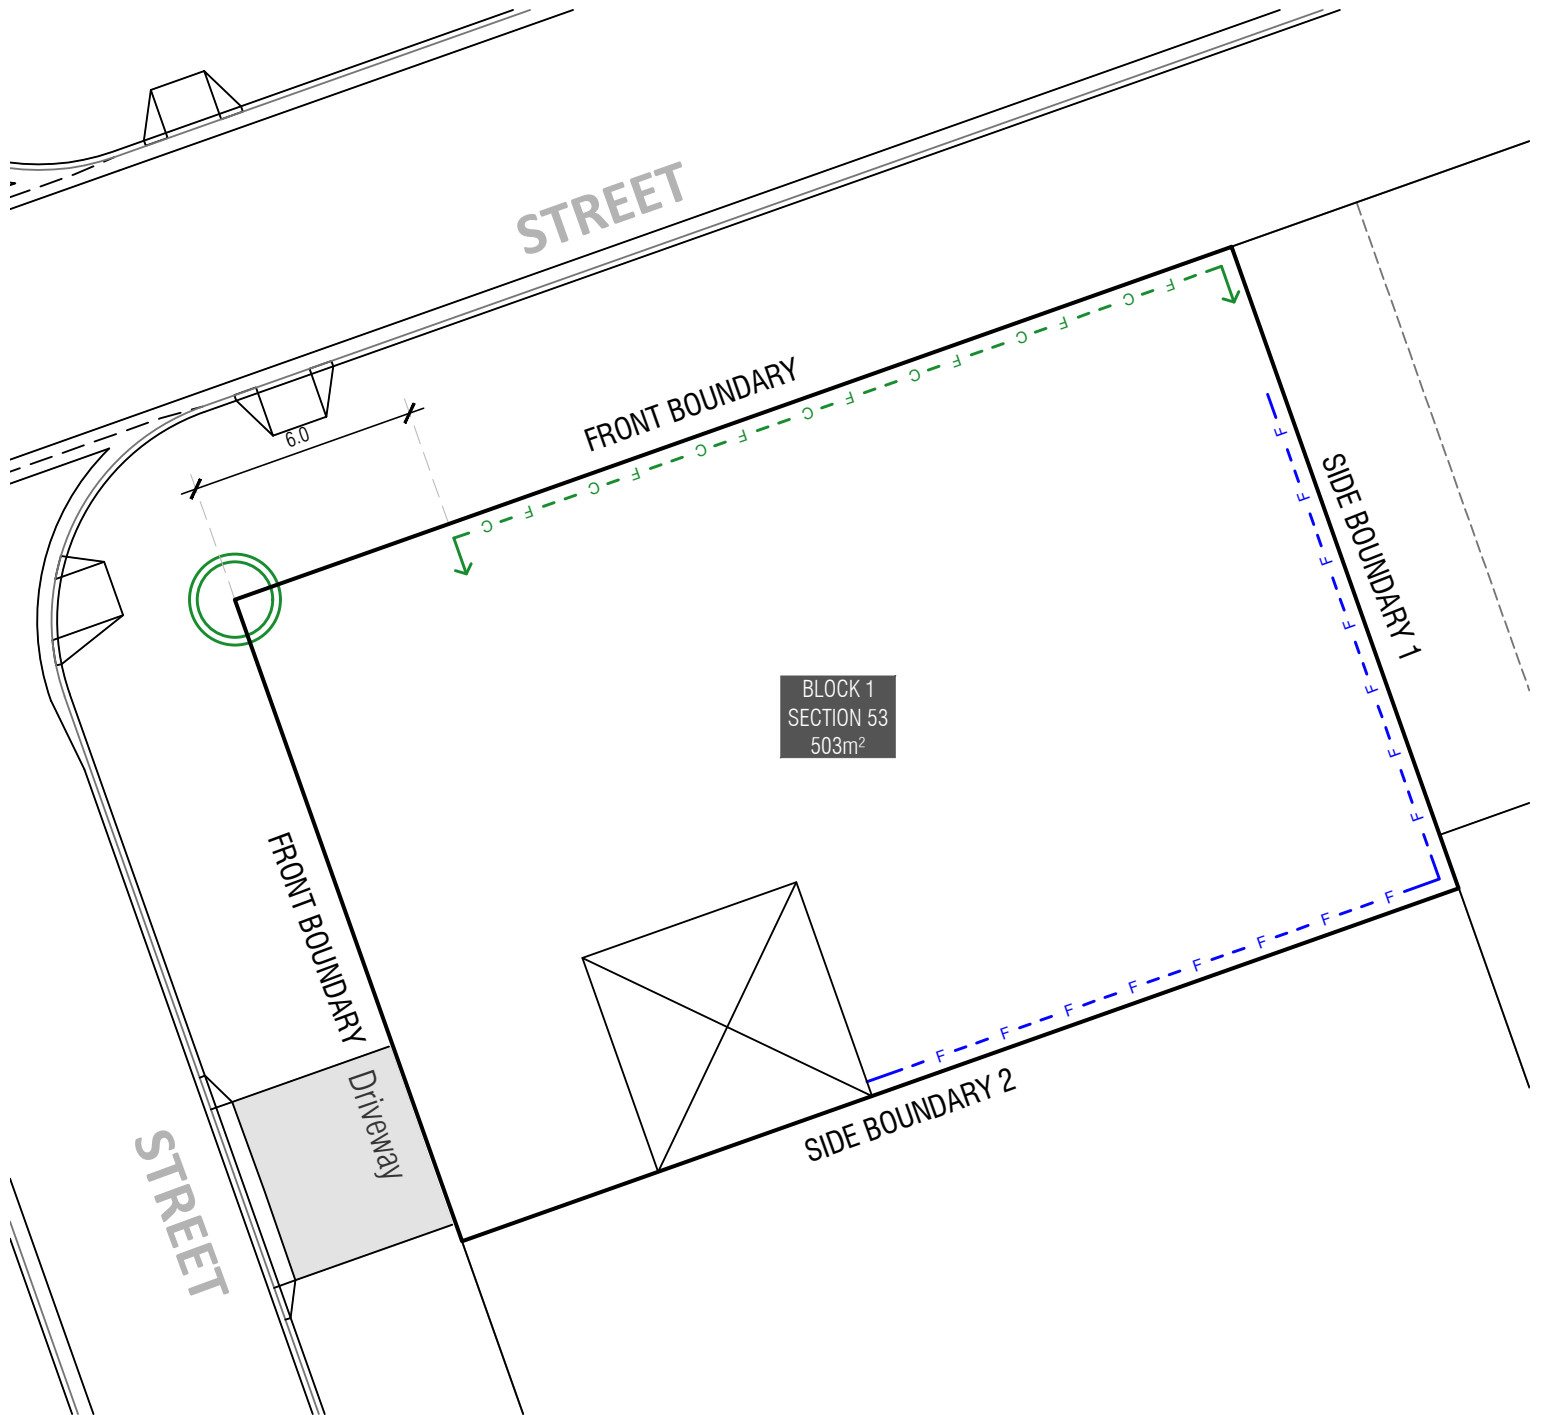 STREET
FRONT BOUNDARY
6.0
F C F C F C F C F C F C F C
SIDE BOUNDARY 1
F F F F F F F
BLOCK 1
SECTION 53
503m²
FRONT BOUNDARY
F F F F F F F F
Driveway
SIDE BOUNDARY 2
STREET